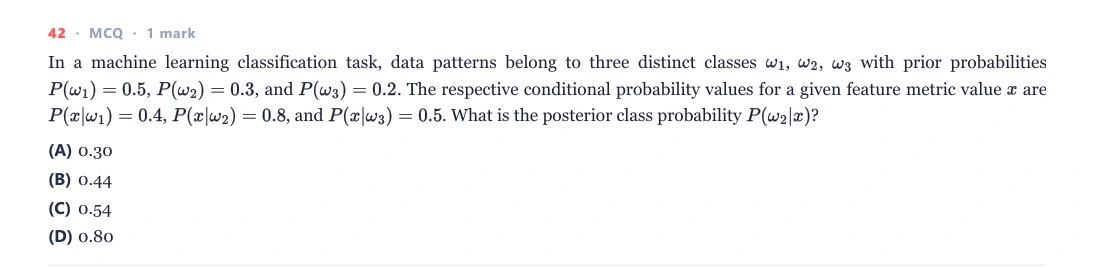 42 · MCQ · 1 mark
In a machine learning classification task, data patterns belong to three distinct classes ω₁, ω₂, ω₃ with prior probabilities
P(ω₁) = 0.5, P(ω₂) = 0.3, and P(ω₃) = 0.2. The respective conditional probability values for a given feature metric value x are
P(x|ω₁) = 0.4, P(x|ω₂) = 0.8, and P(x|ω₃) = 0.5. What is the posterior class probability P(ω₂|x)?
(A) 0.30
(B) 0.44
(C) 0.54
(D) 0.80